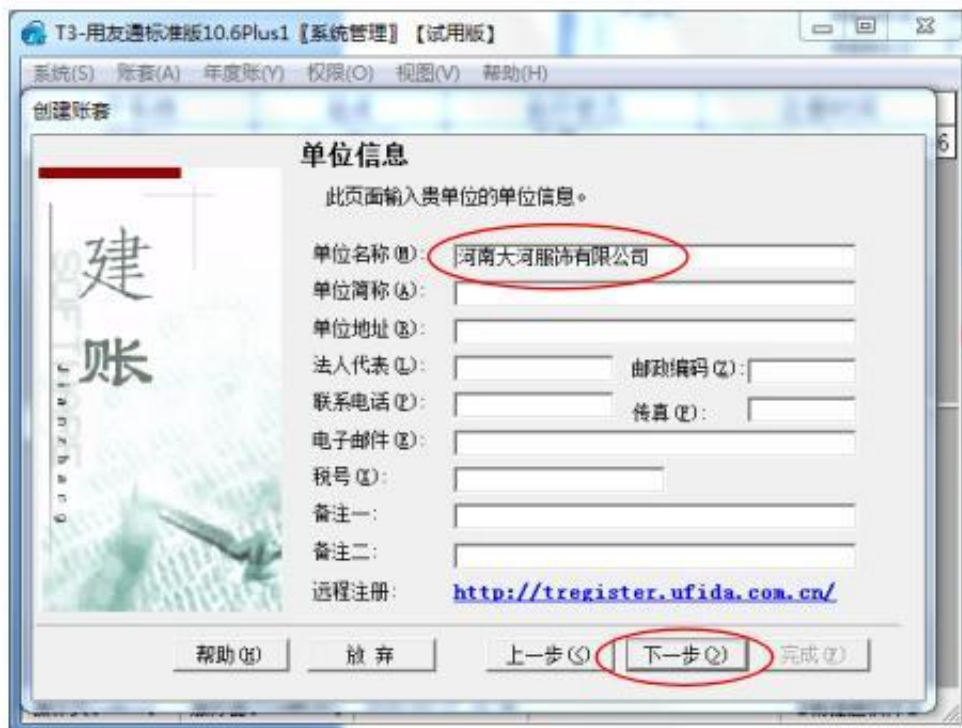 T3-用友通标准版10.6Plus1〖系统管理〗【试用版】
系统(S) 账套(A) 年度账(Y) 权限(O) 视图(V) 帮助(H)
创建账套
6
单位信息
此页面输入贵单位的单位信息。
建账
jianzhang
单位名称(M): 河南大河服饰有限公司
单位简称(A):
单位地址(R):
法人代表(L): 邮政编码(Z):
联系电话(P): 传真(F):
电子邮件(E):
税号(X):
备注一:
备注二:
远程注册: http://tregister.ufida.com.cn/
帮助(H) 放弃 上一步(<) 下一步(>) 完成(F)